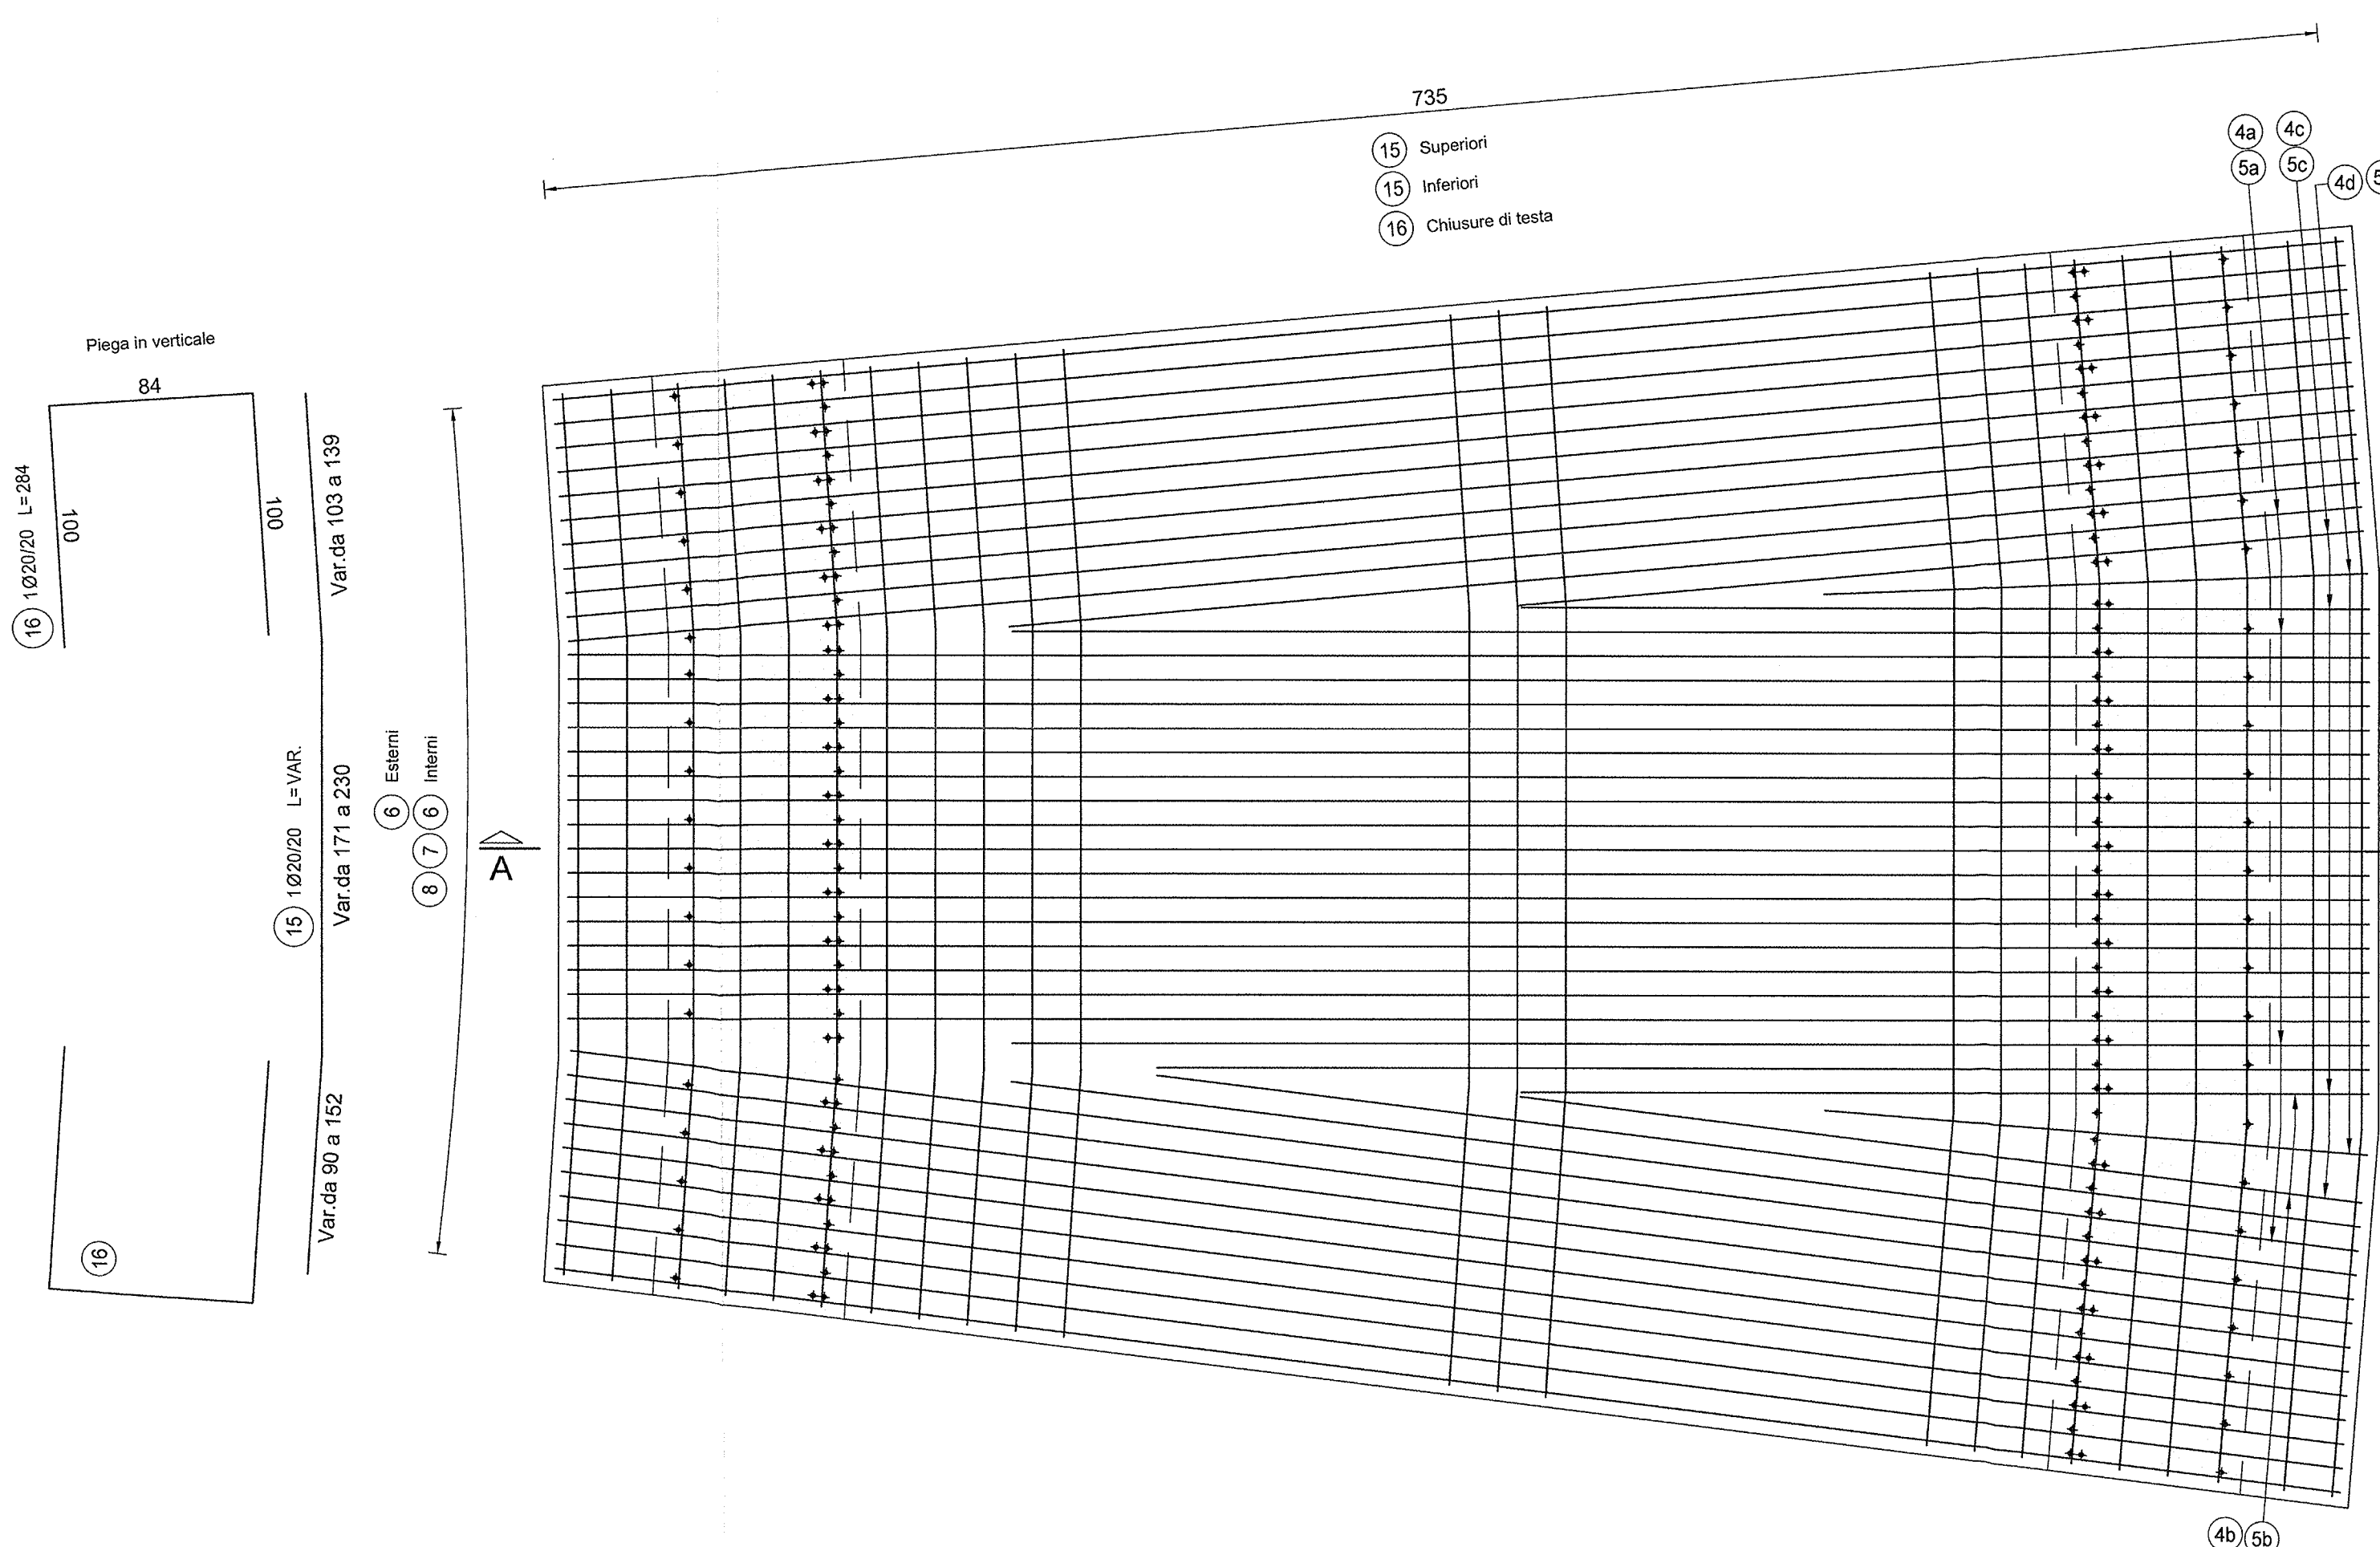 735
15 Superiori
15 Inferiori
16 Chiusure di testa
4a 4c
5a 5c
4d
Piega in verticale
84
100
100
16 1Ø20/20 L=284
Var.da 103 a 139
15 1Ø20/20 L=VAR.
Var.da 171 a 230
6 Esterni
8 7 6 Interni
A
Var.da 90 a 152
16
4b 5b